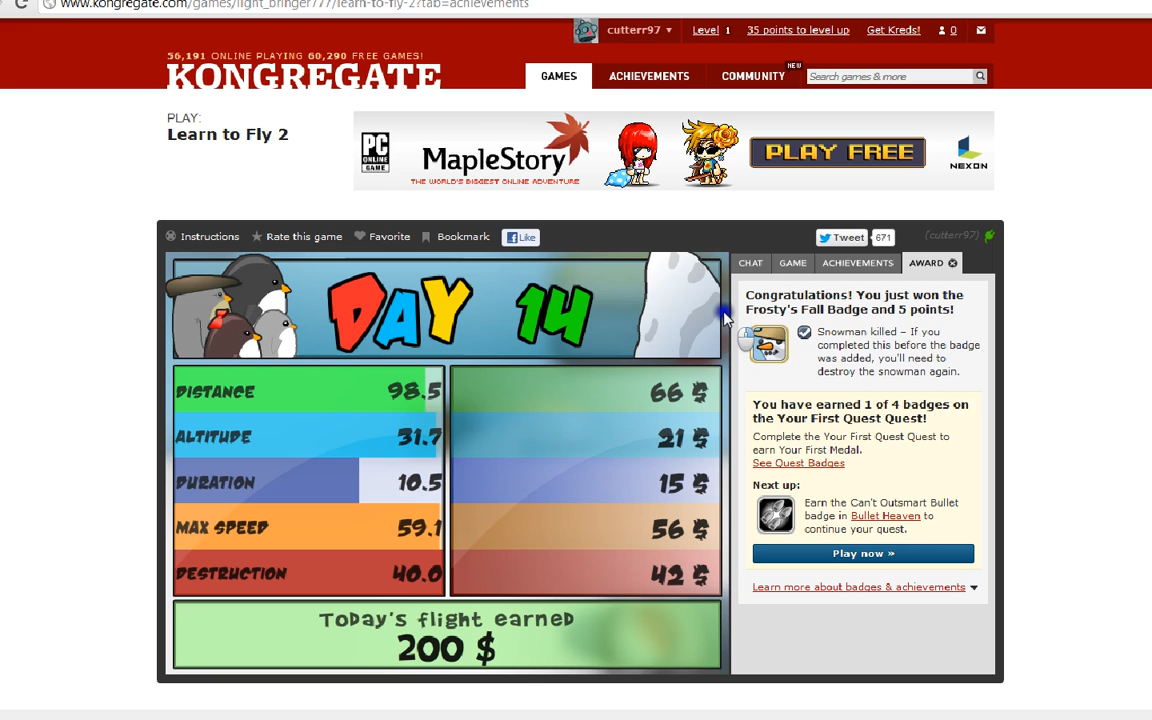 www.kongregate.com/games/light_bringer777/learn-to-fly-2?tab=achievements
cutterr97 ▾ Level 1 35 points to level up Get Kreds! 0
56,191 ONLINE PLAYING 60,290 FREE GAMES!
KONGREGATE
GAMES ACHIEVEMENTS COMMUNITY NEW Search games & more
PLAY:
Learn to Fly 2
PC ONLINE GAME
MapleStory
THE WORLD'S BIGGEST ONLINE ADVENTURE
PLAY FREE
NEXON
Instructions Rate this game Favorite Bookmark Like Tweet 671 (cutterr97)
CHAT GAME ACHIEVEMENTS AWARD
DAY 14
DISTANCE 98.5 66 $
ALTITUDE 31.7 21 $
DURATION 10.5 15 $
MAX SPEED 59.1 56 $
DESTRUCTION 40.0 42 $
Today's flight earned
200 $
Congratulations! You just won the
Frosty's Fall Badge and 5 points!
Snowman killed – If you
completed this before the badge
was added, you'll need to
destroy the snowman again.
You have earned 1 of 4 badges on
the Your First Quest Quest!
Complete the Your First Quest Quest to
earn Your First Medal.
See Quest Badges
Next up:
Earn the Can't Outsmart Bullet
badge in Bullet Heaven to
continue your quest.
Play now »
Learn more about badges & achievements ▾